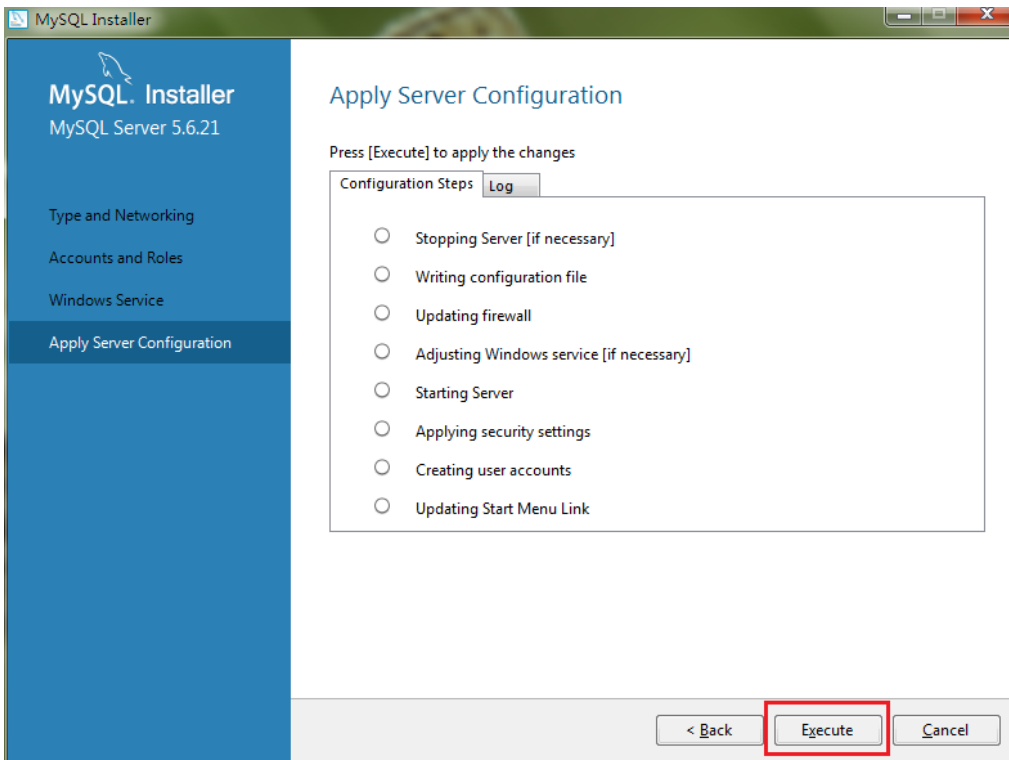 MySQL Installer
MySQL. Installer
MySQL Server 5.6.21
Type and Networking
Accounts and Roles
Windows Service
Apply Server Configuration
Apply Server Configuration
Press [Execute] to apply the changes
Configuration Steps Log
Stopping Server [if necessary]
Writing configuration file
Updating firewall
Adjusting Windows service [if necessary]
Starting Server
Applying security settings
Creating user accounts
Updating Start Menu Link
< Back Execute Cancel